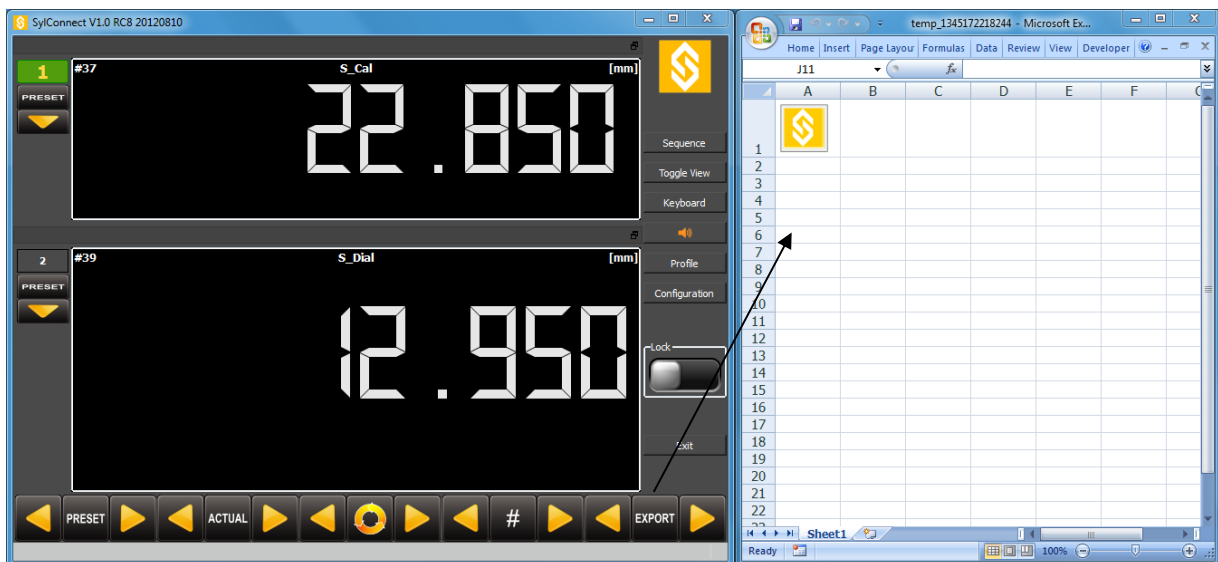 SylConnect V1.0 RC8 20120810
1
PRESET
#37 S_Cal [mm]
22.850
Sequence
Toggle View
Keyboard
Profile
Configuration
Lock
Exit
2
PRESET
#39 S_Dial [mm]
12.950
PRESET ACTUAL # EXPORT
temp_1345172218244 - Microsoft Ex...
Home Insert Page Layour Formulas Data Review View Developer
J11 fx
A B C D E F
1
2
3
4
5
6
7
8
9
10
11
12
13
14
15
16
17
18
19
20
21
22
Sheet1
Ready 100%